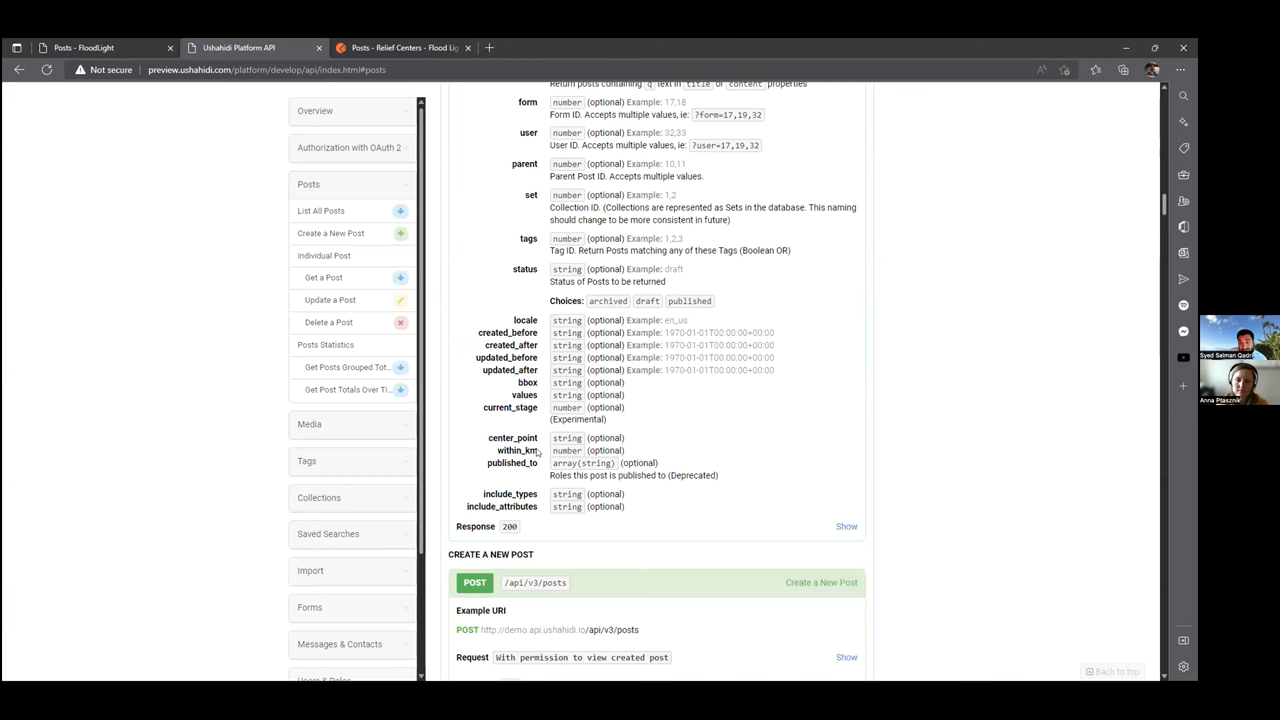 Posts - FloodLight
Ushahidi Platform API
Posts - Relief Centers - Flood Lig
Not secure
preview.ushahidi.com/platform/develop/api/index.html#posts
Overview
Authorization with OAuth 2
Posts
List All Posts
Create a New Post
Individual Post
Get a Post
Update a Post
Delete a Post
Posts Statistics
Get Posts Grouped Tot...
Get Post Totals Over Ti...
Media
Tags
Collections
Saved Searches
Import
Forms
Messages & Contacts
Users & Roles
Return posts containing q text in title or content properties
form number (optional) Example: 17,18
Form ID. Accepts multiple values, ie: ?form=17,19,32
user number (optional) Example: 32,33
User ID. Accepts multiple values, ie: ?user=17,19,32
parent number (optional) Example: 10,11
Parent Post ID. Accepts multiple values.
set number (optional) Example: 1,2
Collection ID. (Collections are represented as Sets in the database. This naming
should change to be more consistent in future)
tags number (optional) Example: 1,2,3
Tag ID. Return Posts matching any of these Tags (Boolean OR)
status string (optional) Example: draft
Status of Posts to be returned
Choices: archived draft published
locale string (optional) Example: en_us
created_before string (optional) Example: 1970-01-01T00:00:00+00:00
created_after string (optional) Example: 1970-01-01T00:00:00+00:00
updated_before string (optional) Example: 1970-01-01T00:00:00+00:00
updated_after string (optional) Example: 1970-01-01T00:00:00+00:00
bbox string (optional)
values string (optional)
current_stage number (optional)
(Experimental)
center_point string (optional)
within_km number (optional)
published_to array(string) (optional)
Roles this post is published to (Deprecated)
include_types string (optional)
include_attributes string (optional)
Response 200 Show
CREATE A NEW POST
POST /api/v3/posts Create a New Post
Example URI
POST http://demo.api.ushahidi.io/api/v3/posts
Request With permission to view created post Show
Back to top
Syed Salman Qadri
Anna Ptasznik